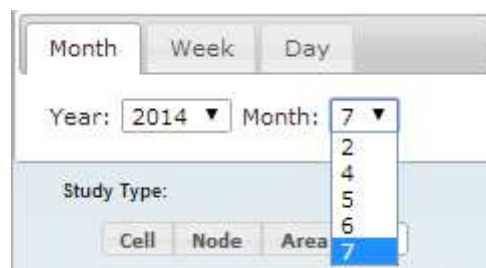 Month Week Day
Year: 2014 Month: 7
2
4
5
Study Type:
6
Cell Node Area
7